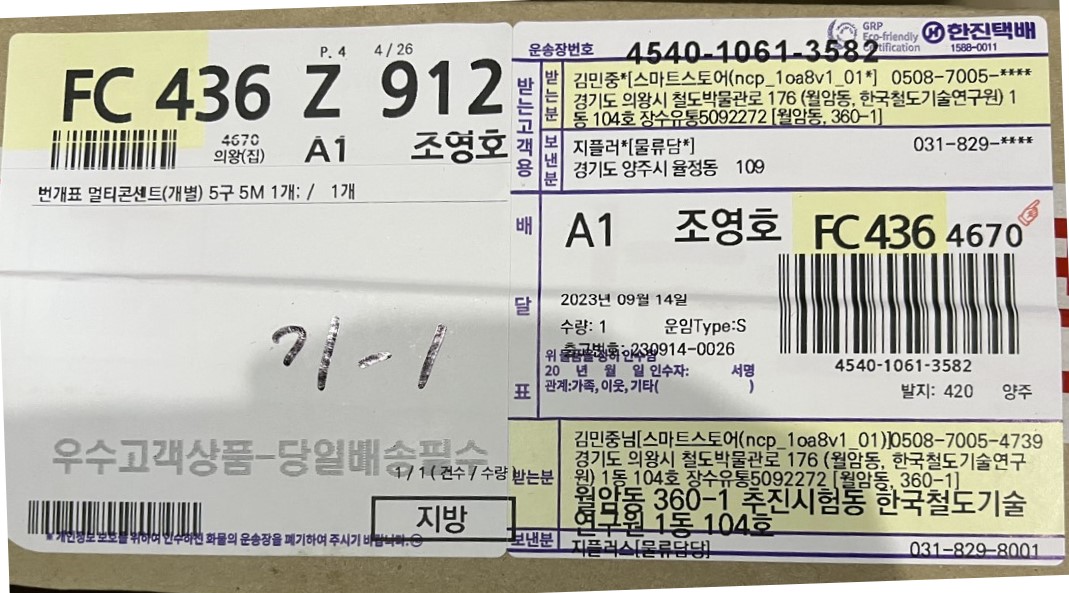 P. 4 4/26
FC 436 Z 912
4670
의왕(집) A1 조영호
번개표 멀티콘센트(개별) 5구 5M 1개: / 1개
기-1
우수고객상품-당일배송필수
1/1(건수/수량)
지방
* 개인정보 보호를 위하여 인수하신 화물의 운송장을 폐기하여 주시기 바랍니다.
GRP
Eco-friendly
Certification
한진택배
1588-0011
운송장번호 4540-1061-3582
받는고객용
받는분
김민중*[스마트스토어(ncp_1oa8v1_01*] 0508-7005-****
경기도 의왕시 철도박물관로 176 (월암동, 한국철도기술연구원) 1
동 104호 장수유통5092272 [월암동, 360-1]
보낸분
지플러*[물류담*] 031-829-****
경기도 양주시 율정동 109
배달표
A1 조영호 FC 436 4670
2023년 09월 14일
수량: 1 운임Type:S
출고번호: 230914-0026
위 물품을 정히 인수함
20 년 월 일 인수자: 서명
관계:가족, 이웃, 기타( )
4540-1061-3582
발지: 420 양주
받는분
김민중님[스마트스토어(ncp_1oa8v1_01)]0508-7005-4739
경기도 의왕시 철도박물관로 176 (월암동, 한국철도기술연구
원) 1동 104호 장수유통5092272 [월암동, 360-1]
월암동 360-1 추진시험동 한국철도기술
연구원 1동 104호
보낸분
지플러스[물류담당] 031-829-8001